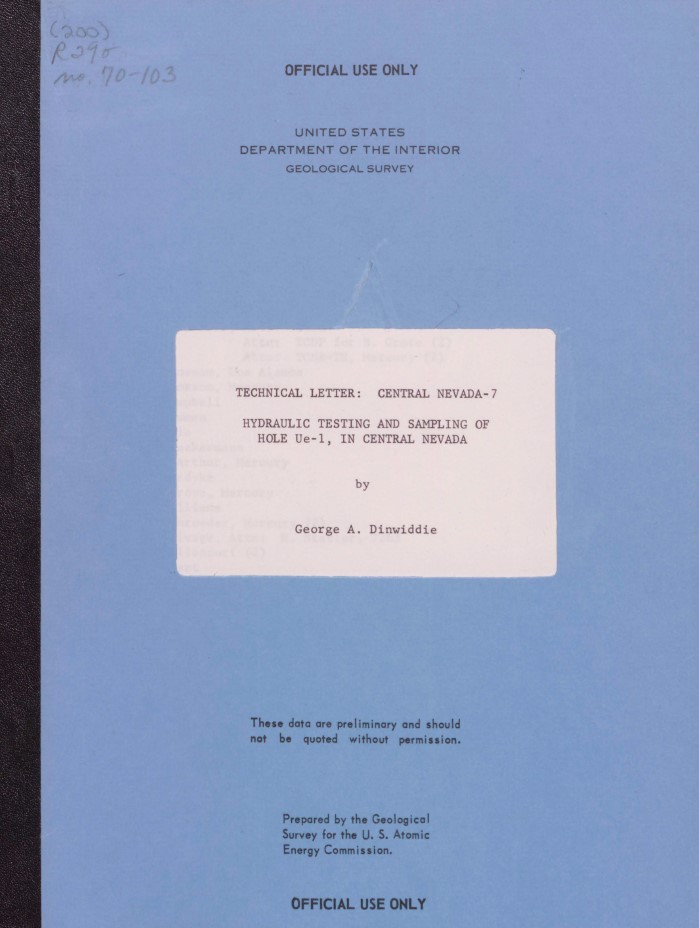 (200)
R29o
no. 70-103
OFFICIAL USE ONLY
UNITED STATES
DEPARTMENT OF THE INTERIOR
GEOLOGICAL SURVEY
TECHNICAL LETTER: CENTRAL NEVADA-7
HYDRAULIC TESTING AND SAMPLING OF
HOLE Ue-1, IN CENTRAL NEVADA
by
George A. Dinwiddie
These data are preliminary and should
not be quoted without permission.
Prepared by the Geological
Survey for the U. S. Atomic
Energy Commission.
OFFICIAL USE ONLY